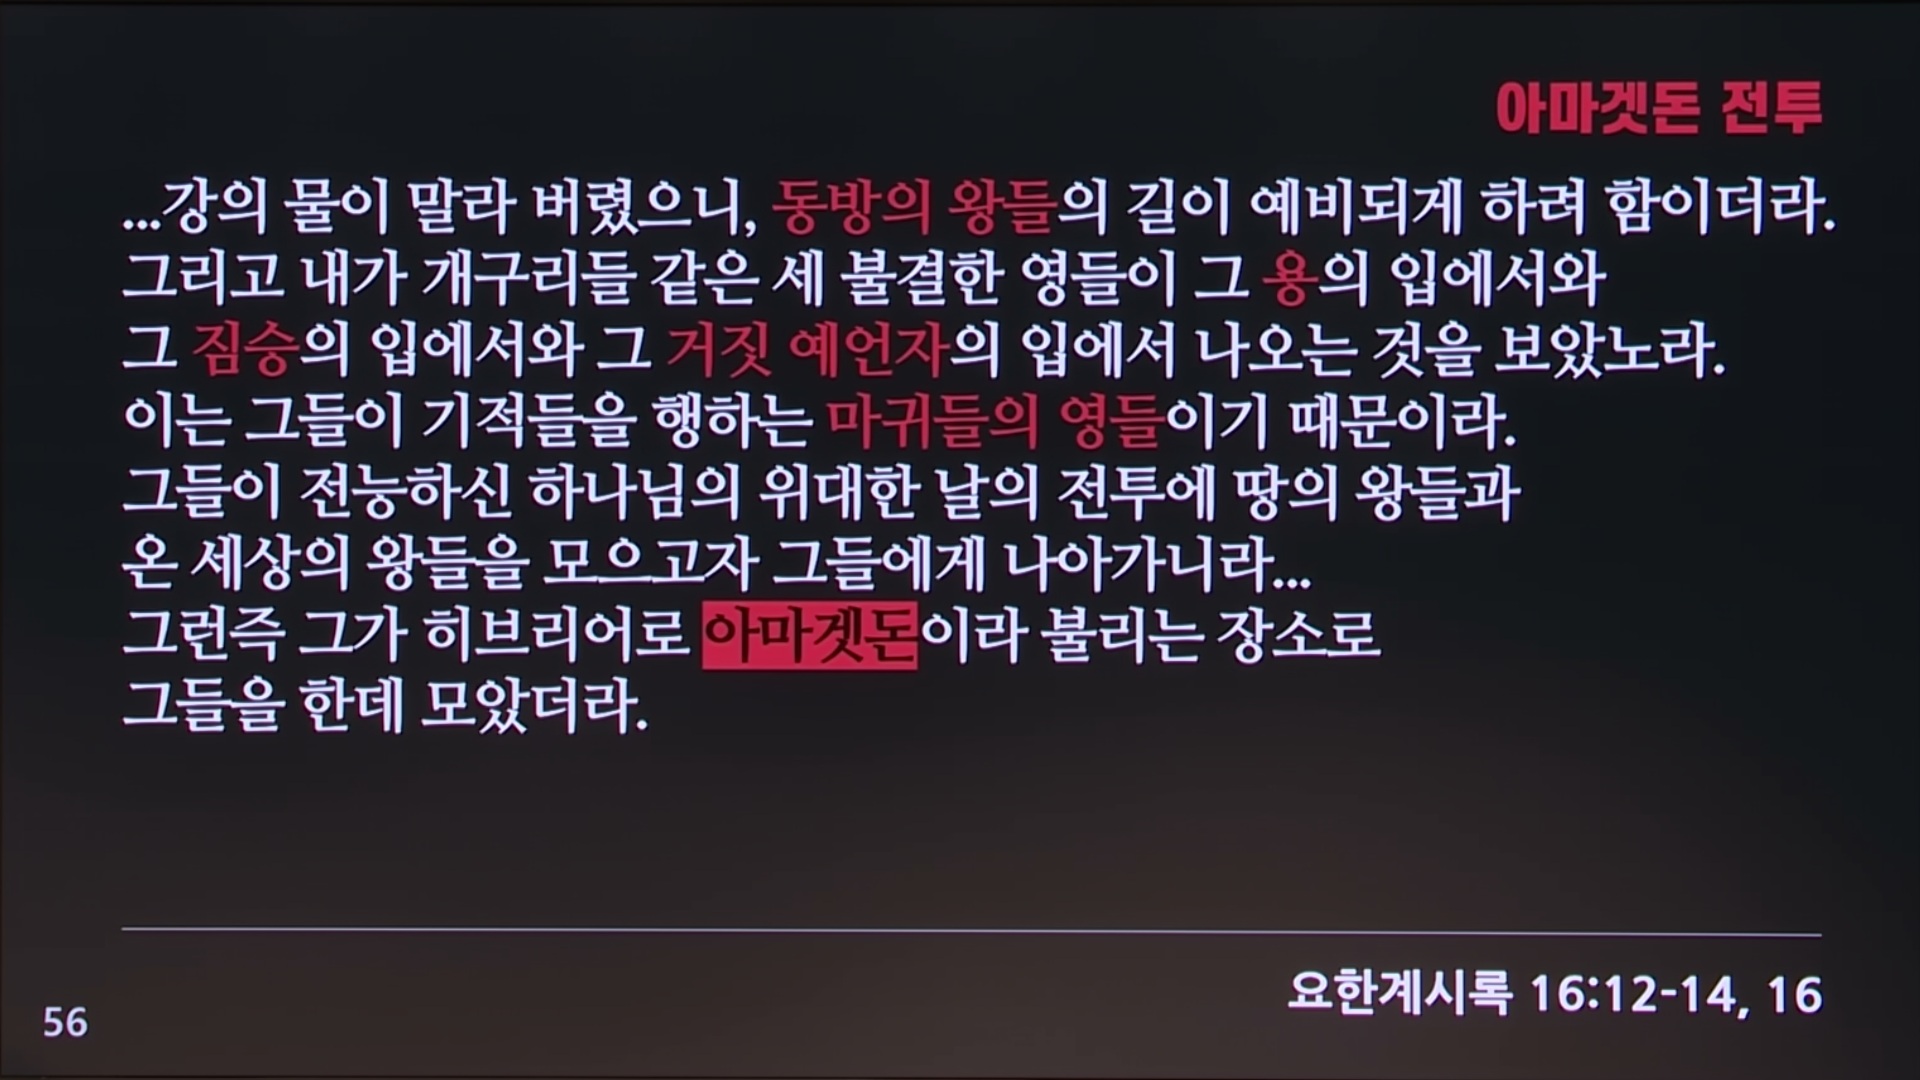 아마겟돈 전투
...강의 물이 말라 버렸으니, 동방의 왕들의 길이 예비되게 하려 함이더라.
그리고 내가 개구리들 같은 세 불결한 영들이 그 용의 입에서와
그 짐승의 입에서와 그 거짓 예언자의 입에서 나오는 것을 보았노라.
이는 그들이 기적들을 행하는 마귀들의 영들이기 때문이라.
그들이 전능하신 하나님의 위대한 날의 전투에 땅의 왕들과
온 세상의 왕들을 모으고자 그들에게 나아가니라...
그런즉 그가 히브리어로 아마겟돈이라 불리는 장소로
그들을 한데 모았더라.
요한계시록 16:12-14, 16
56